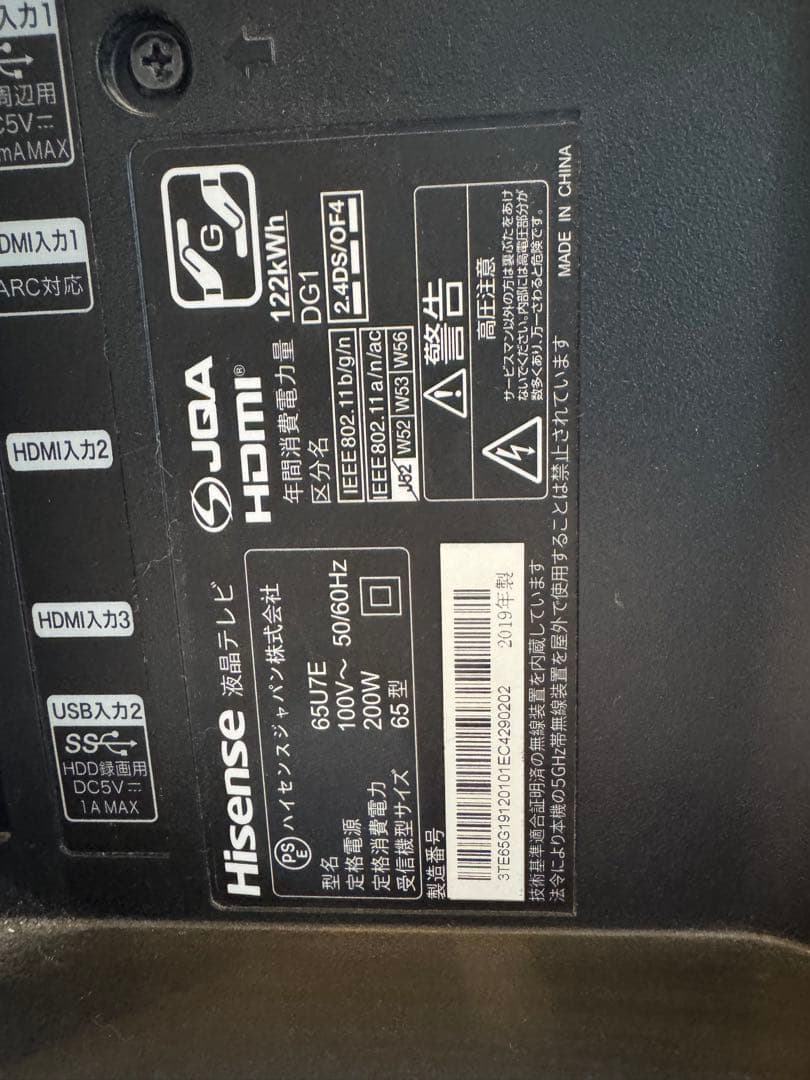 入力1
周辺用
C5V⎓
mA MAX
DMI入力1
ARC対応
HDMI入力2
HDMI入力3
USB入力2
SS
HDD録画用
DC5V⎓
1A MAX
Hisense 液晶テレビ
PS
E
ハイセンスジャパン株式会社
型名 65U7E
定格電源 100V～ 50/60Hz
定格消費電力 200W
受信機型サイズ 65型
製造番号
3TE65G19120101EC4290202 2019年製
技術基準適合証明済の無線装置を内蔵しています
法令により本機の5GHz帯無線装置を屋外で使用することは禁止されています
JQA
G
HDMI®
年間消費電力量 122kWh
区分名 DG1
IEEE802.11b/g/n
2.4DS/OF4
IEEE802.11a/n/ac
J52 W52 W53 W56
警告
高圧注意
サービスマン以外の方は裏ぶたをあけ
ないでください。内部には高電圧部分が
数多くあり、万一さわると危険です。
MADE IN CHINA